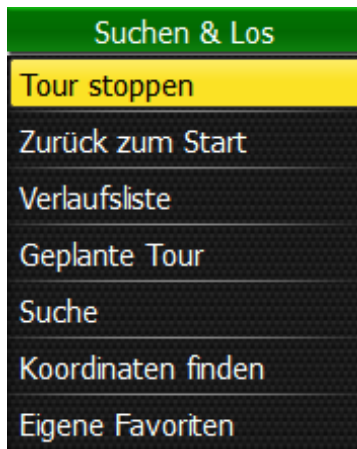 Suchen & Los
Tour stoppen
Zurück zum Start
Verlaufsliste
Geplante Tour
Suche
Koordinaten finden
Eigene Favoriten